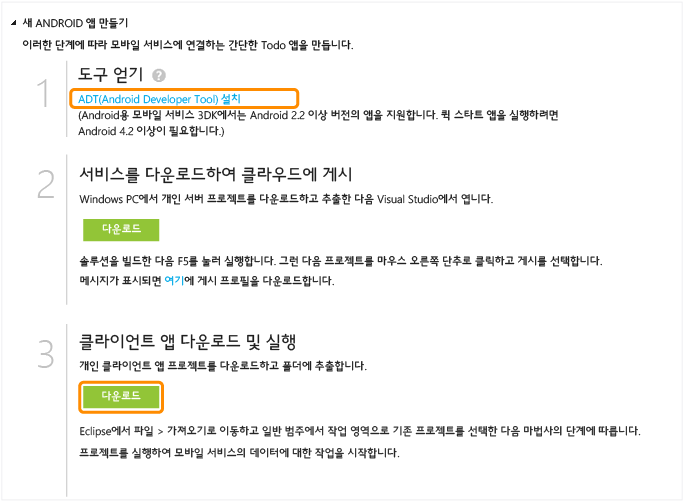 새 ANDROID 앱 만들기
이러한 단계에 따라 모바일 서비스에 연결하는 간단한 Todo 앱을 만듭니다.
1
도구 얻기 ?
ADT(Android Developer Tool) 설치
(Android용 모바일 서비스 3DK에서는 Android 2.2 이상 버전의 앱을 지원합니다. 퀵 스타트 앱을 실행하려면
Android 4.2 이상이 필요합니다.)
2
서비스를 다운로드하여 클라우드에 게시
Windows PC에서 개인 서버 프로젝트를 다운로드하고 추출한 다음 Visual Studio에서 엽니다.
다운로드
솔루션을 빌드한 다음 F5를 눌러 실행합니다. 그런 다음 프로젝트를 마우스 오른쪽 단추로 클릭하고 게시를 선택합니다.
메시지가 표시되면 여기에 게시 프로필을 다운로드합니다.
3
클라이언트 앱 다운로드 및 실행
개인 클라이언트 앱 프로젝트를 다운로드하고 폴더에 추출합니다.
다운로드
Eclipse에서 파일 > 가져오기로 이동하고 일반 범주에서 작업 영역으로 기존 프로젝트를 선택한 다음 마법사의 단계에 따릅니다.
프로젝트를 실행하여 모바일 서비스의 데이터에 대한 작업을 시작합니다.